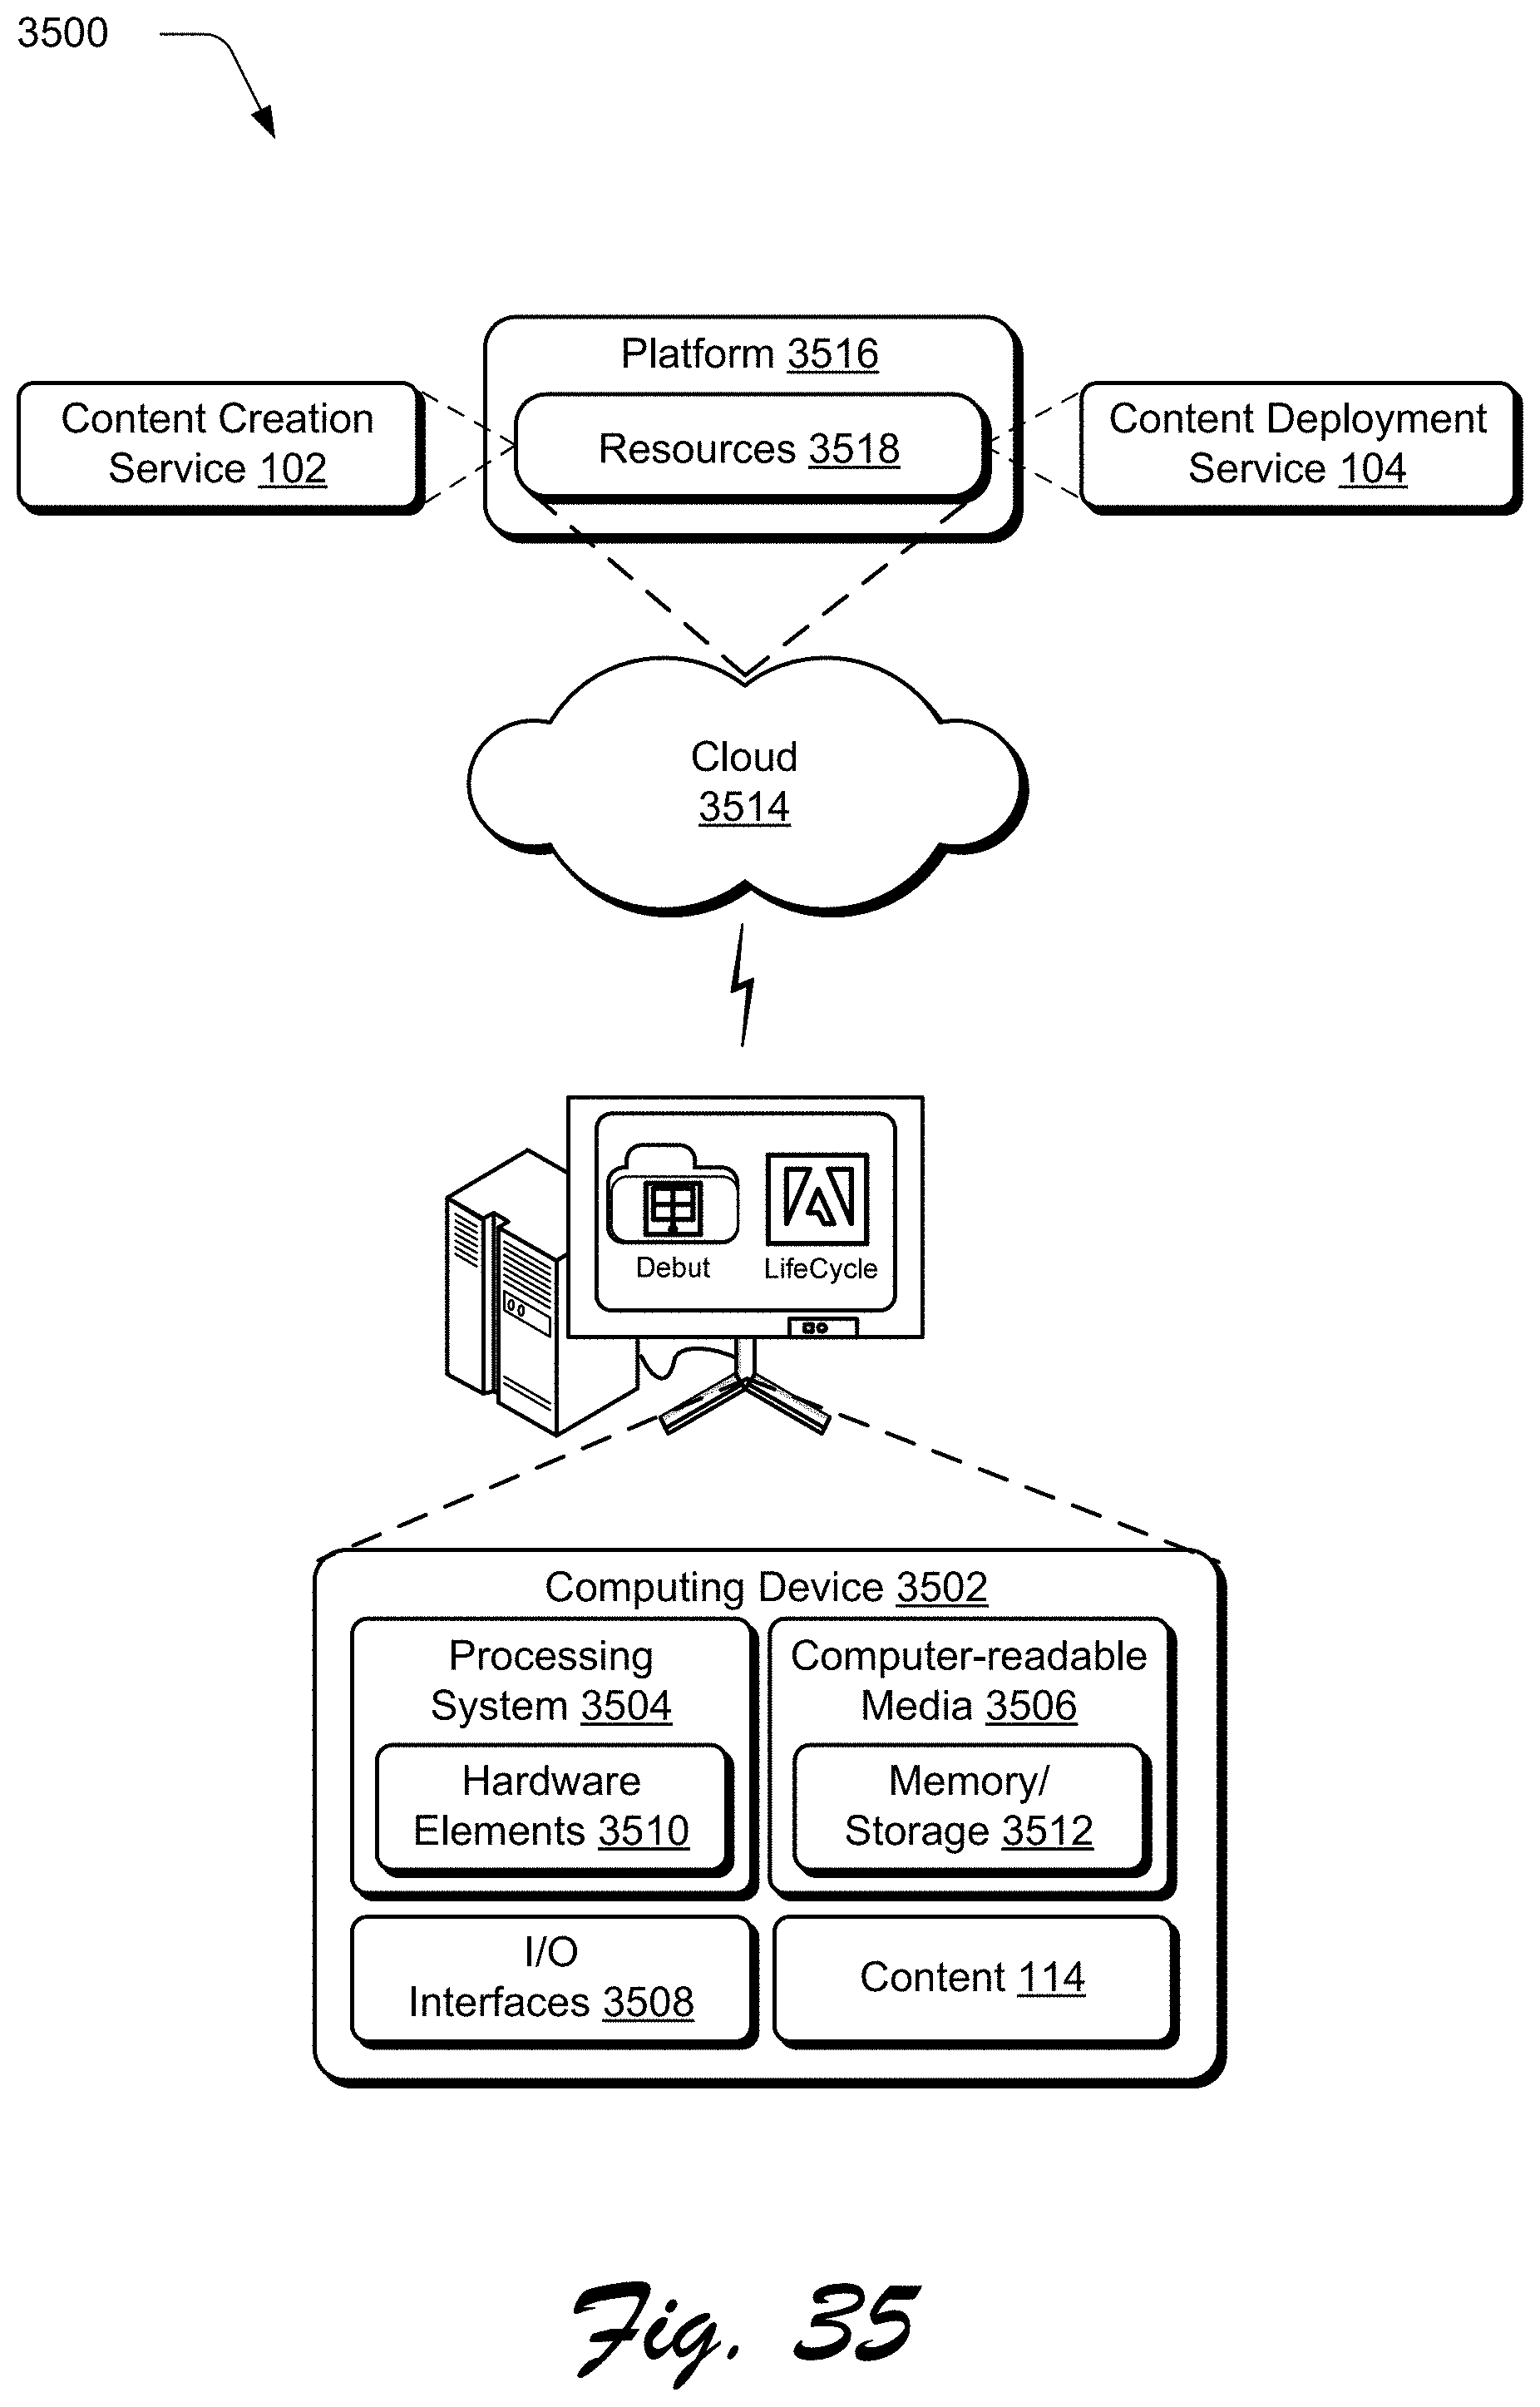 3500
Platform 3516
Resources 3518
Content Creation
Service 102
Content Deployment
Service 104
Cloud
3514
Debut
LifeCycle
Computing Device 3502
Processing
System 3504
Hardware
Elements 3510
Computer-readable
Media 3506
Memory/
Storage 3512
I/O
Interfaces 3508
Content 114
Fig. 35